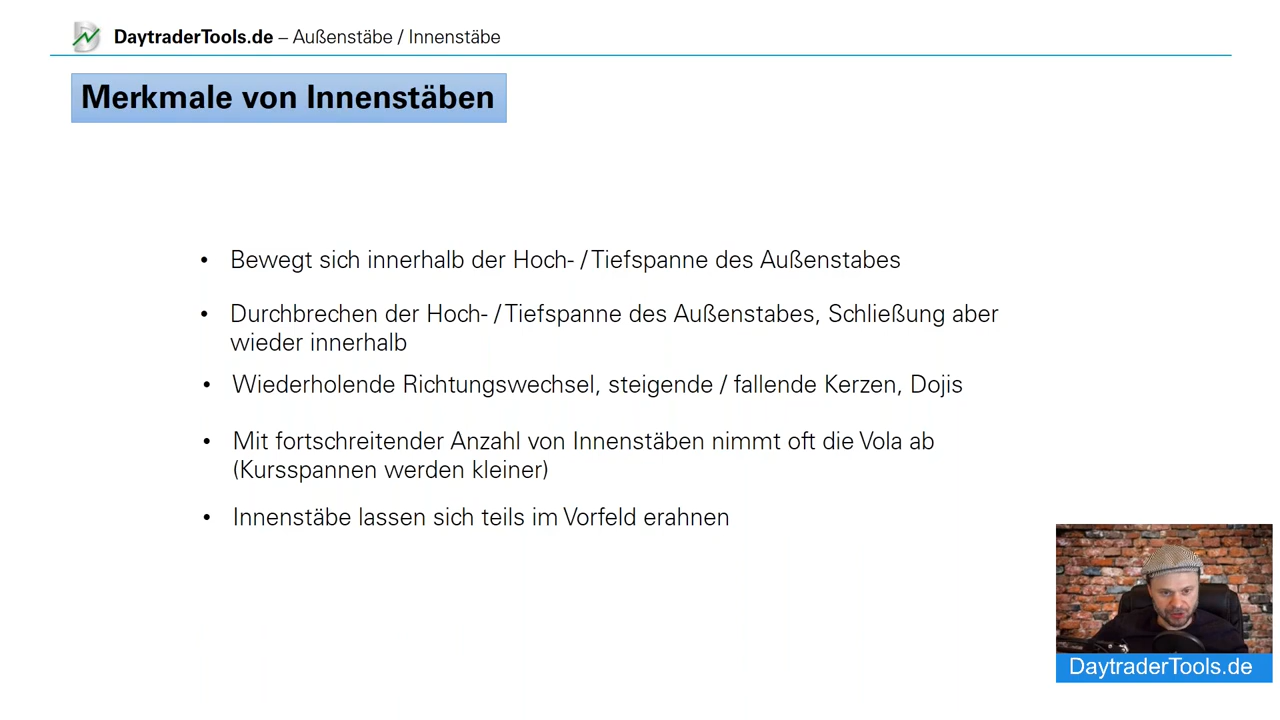 DaytraderTools.de – Außenstäbe / Innenstäbe
Merkmale von Innenstäben
• Bewegt sich innerhalb der Hoch- / Tiefspanne des Außenstabes
• Durchbrechen der Hoch- / Tiefspanne des Außenstabes, Schließung aber
wieder innerhalb
• Wiederholende Richtungswechsel, steigende / fallende Kerzen, Dojis
• Mit fortschreitender Anzahl von Innenstäben nimmt oft die Vola ab
(Kursspannen werden kleiner)
• Innenstäbe lassen sich teils im Vorfeld erahnen
DaytraderTools.de